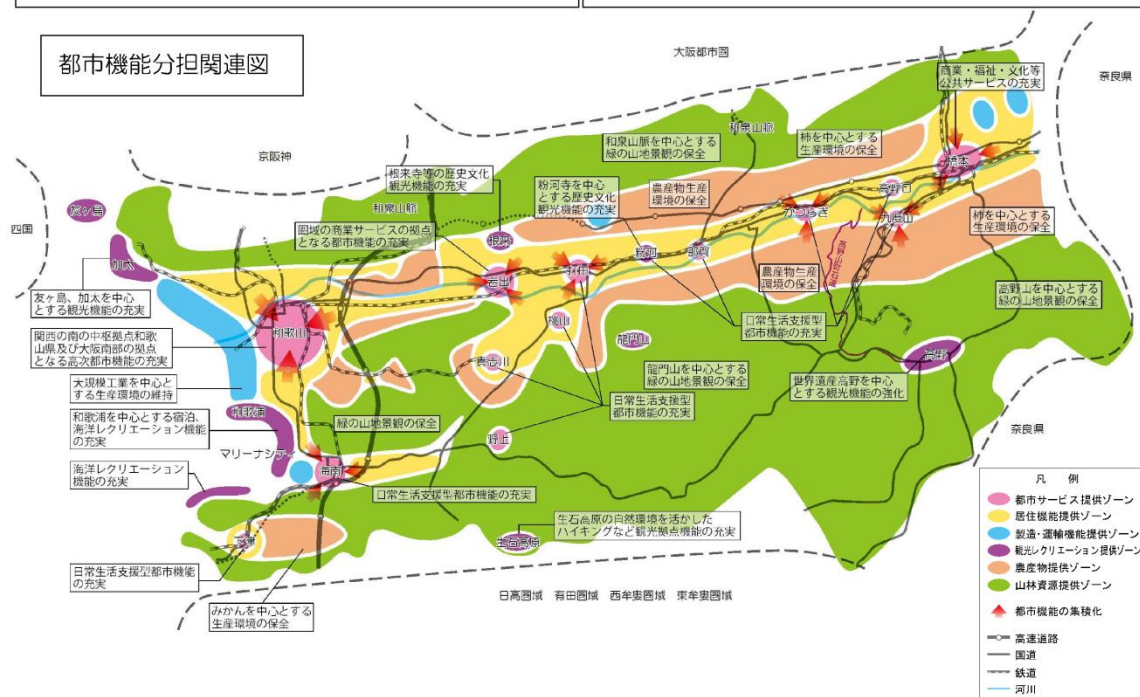 都市機能分担関連図
大阪都市圏
奈良県
商業・福祉・文化等
公共サービスの充実
京阪神
和泉山脈を中心とする
緑の山地景観の保全
和泉山脈
柿を中心とする
生産環境の保全
橋本
根来寺等の歴史文化
観光機能の充実
粉河寺を中心
とする歴史文化
観光機能の充実
農産物生産
環境の保全
高野口
四国
友ヶ島
和泉山脈
圏域の商業サービスの拠点
となる都市機能の充実
根来
かつらぎ
九度山
柿を中心とする
生産環境の保全
加太
岩出
打田
粉河
那賀
高野山町石道
農産物生産
環境の保全
高野山を中心とする
緑の山地景観の保全
友ヶ島、加太を中心
とする観光機能の充実
関西の南の中枢拠点和歌
山県及び大阪南部の拠点
となる高次都市機能の充実
和歌山
桃山
龍門山
日常生活支援型
都市機能の充実
高野
貴志川
大規模工業を中心と
する生産環境の維持
龍門山を中心とする
緑の山地景観の保全
世界遺産高野を中心
とする観光機能の強化
和歌浦を中心とする宿泊、
海洋レクリエーション機能
の充実
和歌浦
緑の山地景観の保全
日常生活支援型
都市機能の充実
野上
奈良県
マリーナシティ
海南
海洋レクリエーション
機能の充実
日常生活支援型都市機能の充実
下津
生石高原の自然環境を活かした
ハイキングなど観光拠点機能の充実
生石高原
日常生活支援型都市機能
の充実
みかんを中心とする
生産環境の保全
日高圏域 有田圏域 西牟婁圏域 東牟婁圏域
凡 例
都市サービス提供ゾーン
居住機能提供ゾーン
製造・運輸機能提供ゾーン
観光レクリエーション提供ゾーン
農産物提供ゾーン
山林資源提供ゾーン
都市機能の集積化
高速道路
国道
鉄道
河川